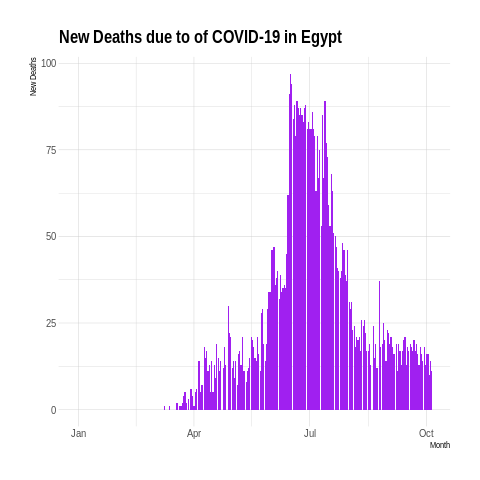 New Deaths due to of COVID-19 in Egypt
New Deaths
100
75
50
25
0
Jan Apr Jul Oct
Month